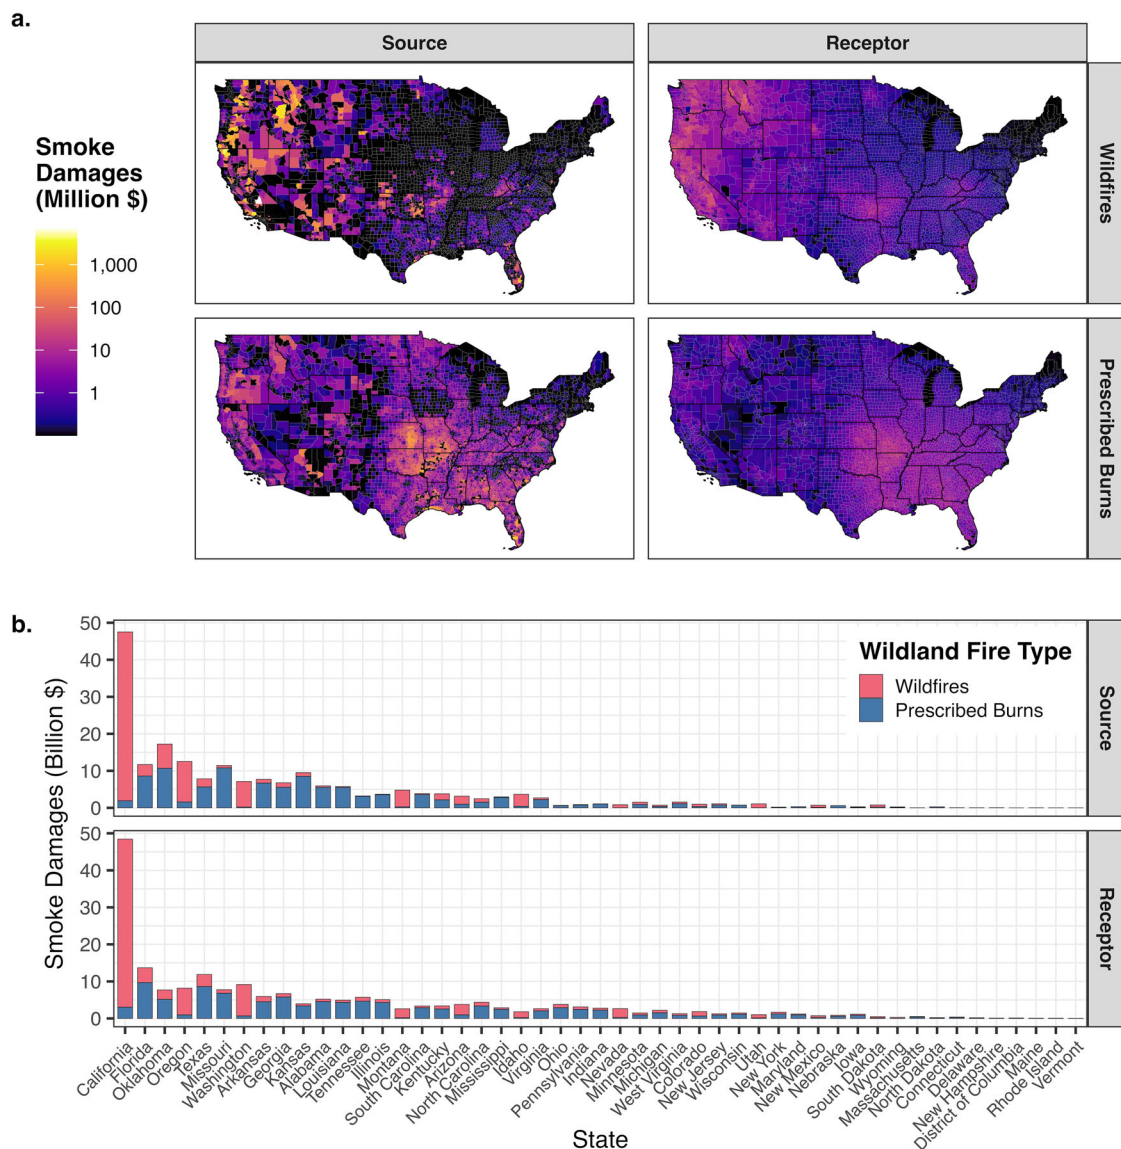 a.
Source
Receptor
Smoke
Damages
(Million $)
1,000
100
10
1
Wildfires
Prescribed Burns
b.
Smoke Damages (Billion $)
50
40
30
20
10
0
Wildland Fire Type
Wildfires
Prescribed Burns
Source
50
40
30
20
10
0
Receptor
California
Florida
Oklahoma
Oregon
Texas
Missouri
Washington
Arkansas
Georgia
Kansas
Alabama
Louisiana
Tennessee
Illinois
Montana
South Carolina
Kentucky
Arizona
North Carolina
Mississippi
Idaho
Virginia
Ohio
Pennsylvania
Indiana
Nevada
Minnesota
Michigan
West Virginia
Colorado
New Jersey
Wisconsin
Utah
New York
Maryland
New Mexico
Nebraska
Iowa
South Dakota
Wyoming
Massachusetts
North Dakota
Connecticut
Delaware
New Hampshire
District of Columbia
Maine
Rhode Island
Vermont
State